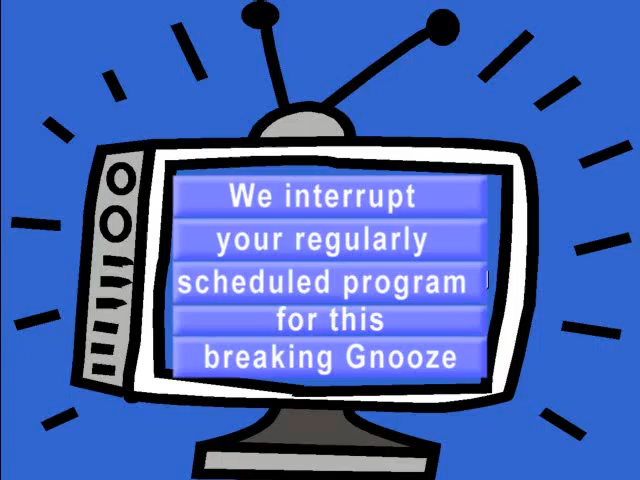 We interrupt
your regularly
scheduled program
for this
breaking Gnooze